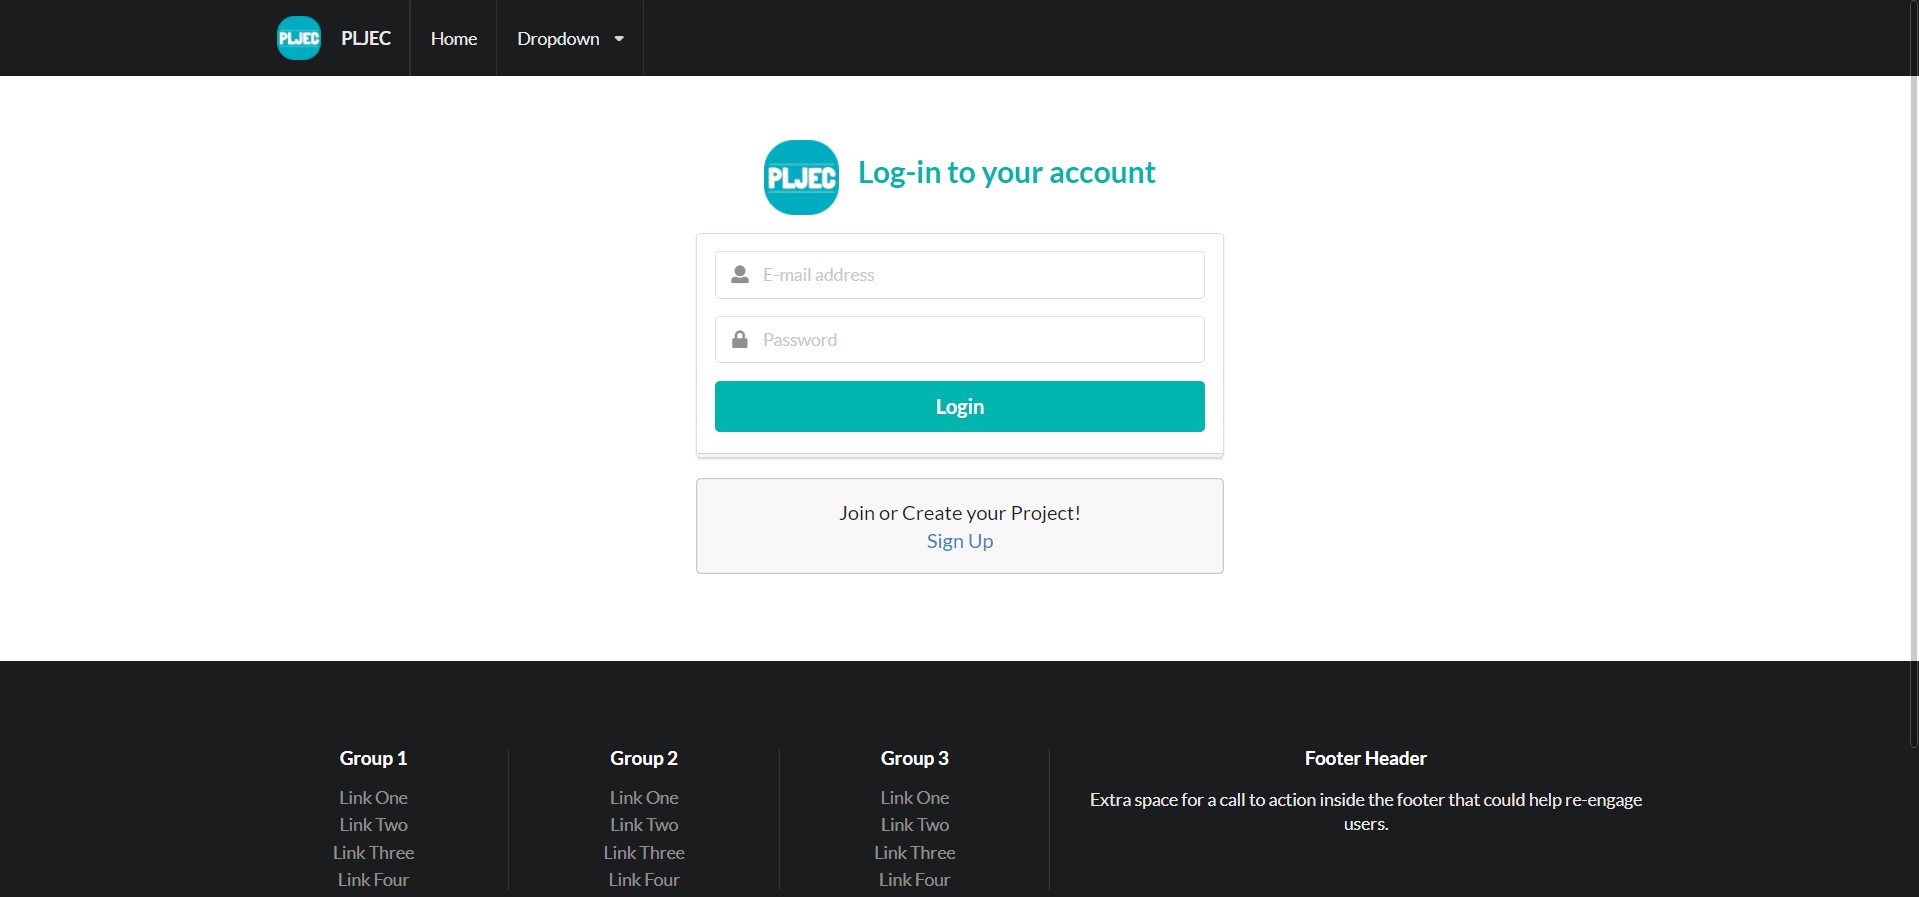 PLJEC
PLJEC
Home
Dropdown
PLJEC
Log-in to your account
E-mail address
Password
Login
Join or Create your Project!
Sign Up
Group 1
Link One
Link Two
Link Three
Link Four
Group 2
Link One
Link Two
Link Three
Link Four
Group 3
Link One
Link Two
Link Three
Link Four
Footer Header
Extra space for a call to action inside the footer that could help re-engage
users.